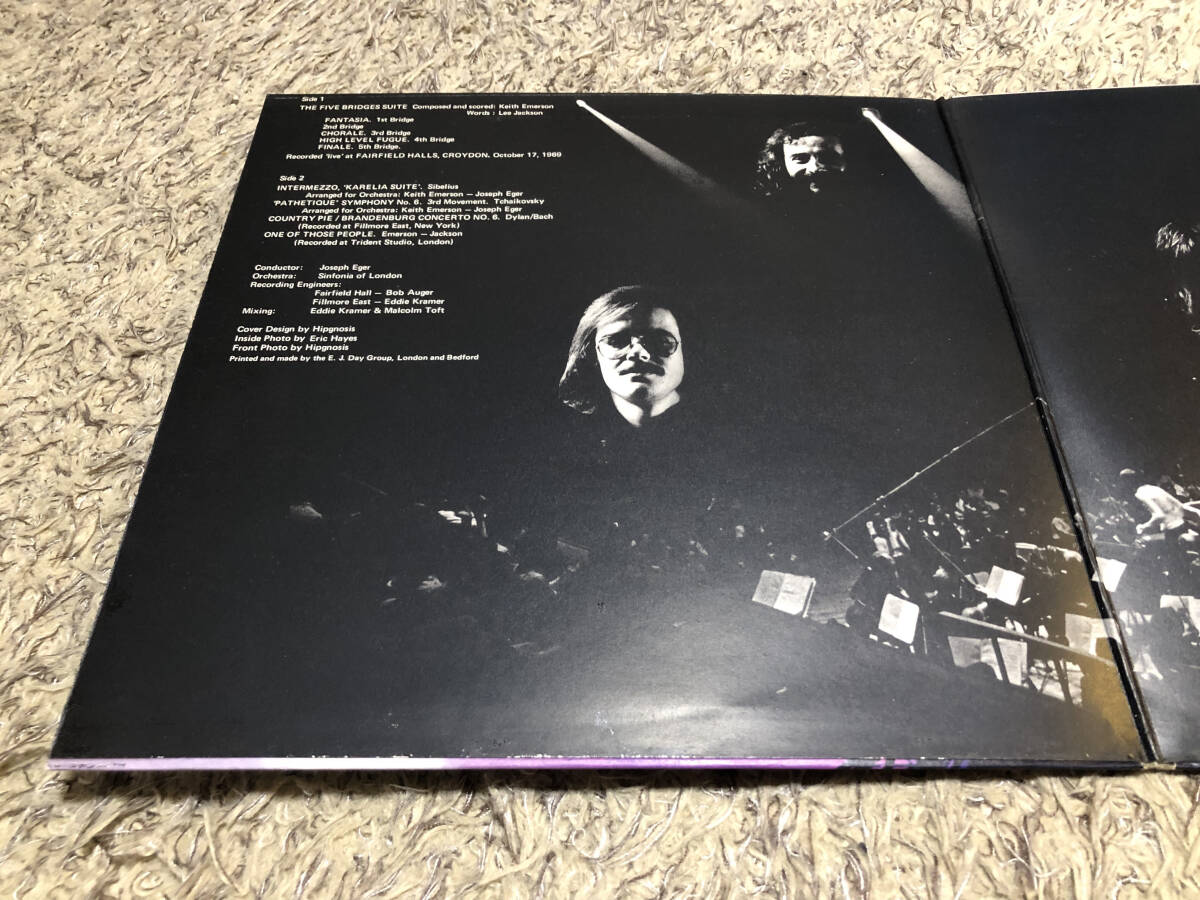 Side 1
THE FIVE BRIDGES SUITE Composed and scored: Keith Emerson
Words : Lee Jackson
FANTASIA. 1st Bridge
2nd Bridge
CHORALE. 3rd Bridge
HIGH LEVEL FUGUE. 4th Bridge
FINALE. 5th Bridge.
Recorded 'live' at FAIRFIELD HALLS, CROYDON. October 17, 1969
Side 2
INTERMEZZO, 'KARELIA SUITE'. Sibelius
Arranged for Orchestra: Keith Emerson — Joseph Eger
'PATHETIQUE' SYMPHONY No. 6. 3rd Movement. Tchaikovsky
Arranged for Orchestra: Keith Emerson — Joseph Eger
COUNTRY PIE / BRANDENBURG CONCERTO NO. 6. Dylan/Bach
(Recorded at Fillmore East, New York)
ONE OF THOSE PEOPLE. Emerson — Jackson
(Recorded at Trident Studio, London)
Conductor: Joseph Eger
Orchestra: Sinfonia of London
Recording Engineers:
Fairfield Hall — Bob Auger
Fillmore East — Eddie Kramer
Mixing: Eddie Kramer & Malcolm Toft
Cover Design by Hipgnosis
Inside Photo by Eric Hayes
Front Photo by Hipgnosis
Printed and made by the E. J. Day Group, London and Bedford